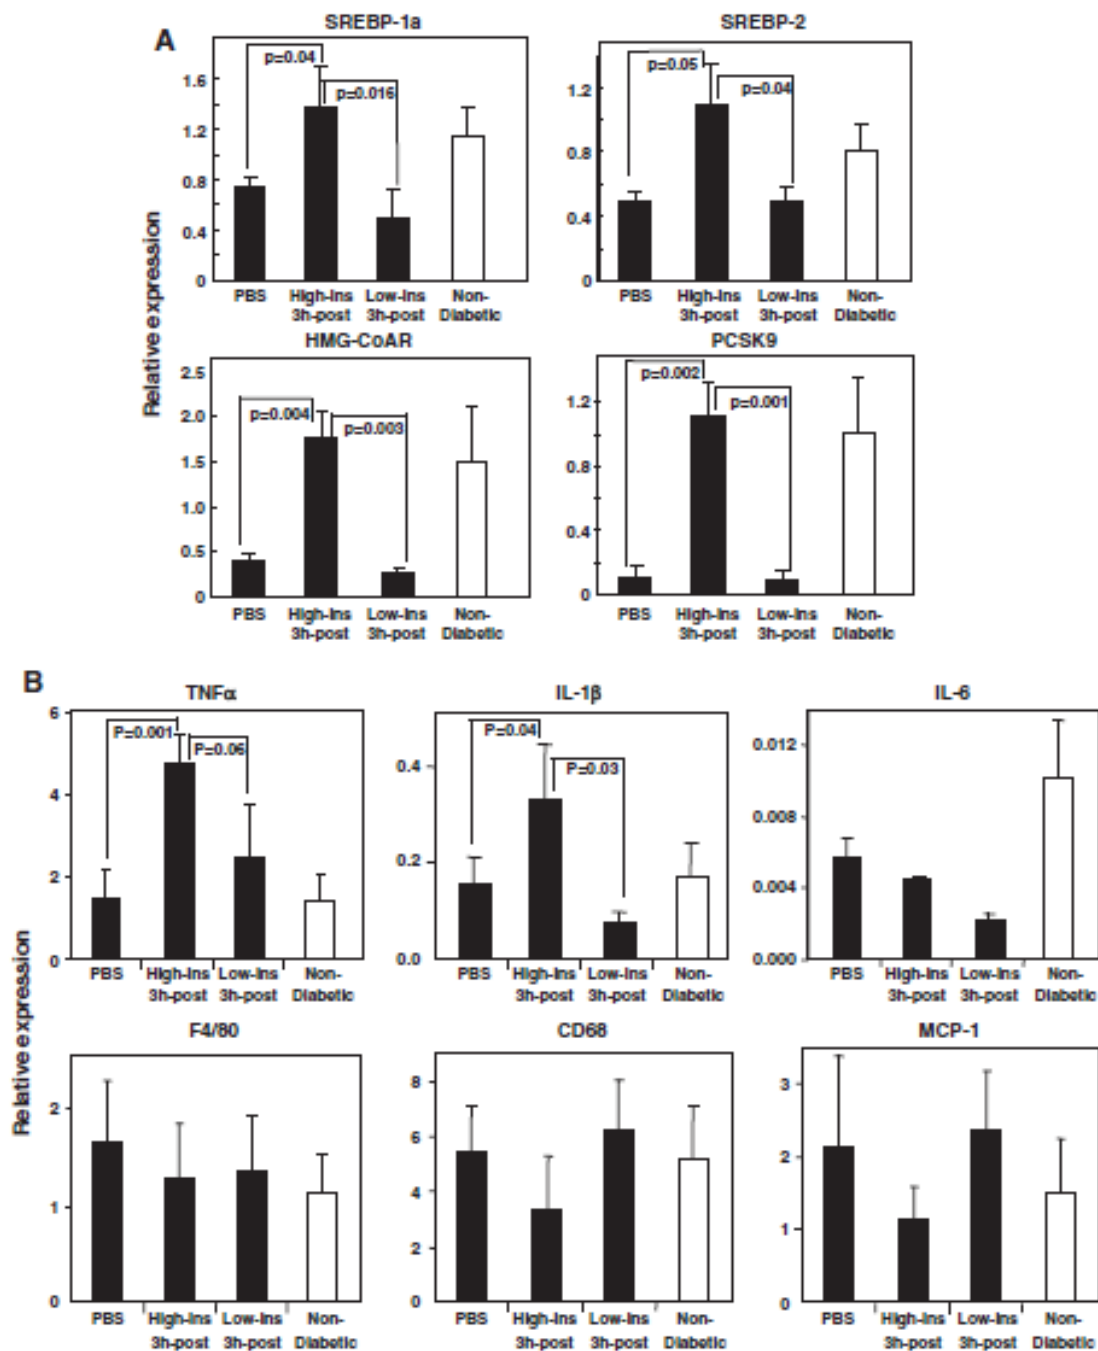 A
SREBP-1a
SREBP-2
Relative expression
1.6
1.2
0.8
0.4
0
p=0.04
p=0.016
PBS
High-Ins
3h-post
Low-Ins
3h-post
Non-
Diabetic
1.2
0.8
0.4
0
p=0.05
p=0.04
PBS
High-Ins
3h-post
Low-Ins
3h-post
Non-
Diabetic
HMG-CoAR
PCSK9
2.5
2.0
1.5
1.0
0.5
0
p=0.004
p=0.003
PBS
High-Ins
3h-post
Low-Ins
3h-post
Non-
Diabetic
1.2
0.8
0.4
0
p=0.002
p=0.001
PBS
High-Ins
3h-post
Low-Ins
3h-post
Non-
Diabetic
B
TNFα
IL-1β
IL-6
Relative expression
6
4
2
0
P=0.001
P=0.06
PBS
High-Ins
3h-post
Low-Ins
3h-post
Non-
Diabetic
0.4
0.2
0.0
P=0.04
P=0.03
PBS
High-Ins
3h-post
Low-Ins
3h-post
Non-
Diabetic
0.012
0.008
0.004
0.000
PBS
High-Ins
3h-post
Low-Ins
3h-post
Non-
Diabetic
F4/80
CD68
MCP-1
2
1
0
PBS
High-Ins
3h-post
Low-Ins
3h-post
Non-
Diabetic
8
6
4
2
0
PBS
High-Ins
3h-post
Low-Ins
3h-post
Non-
Diabetic
3
2
1
0
PBS
High-Ins
3h-post
Low-Ins
3h-post
Non-
Diabetic